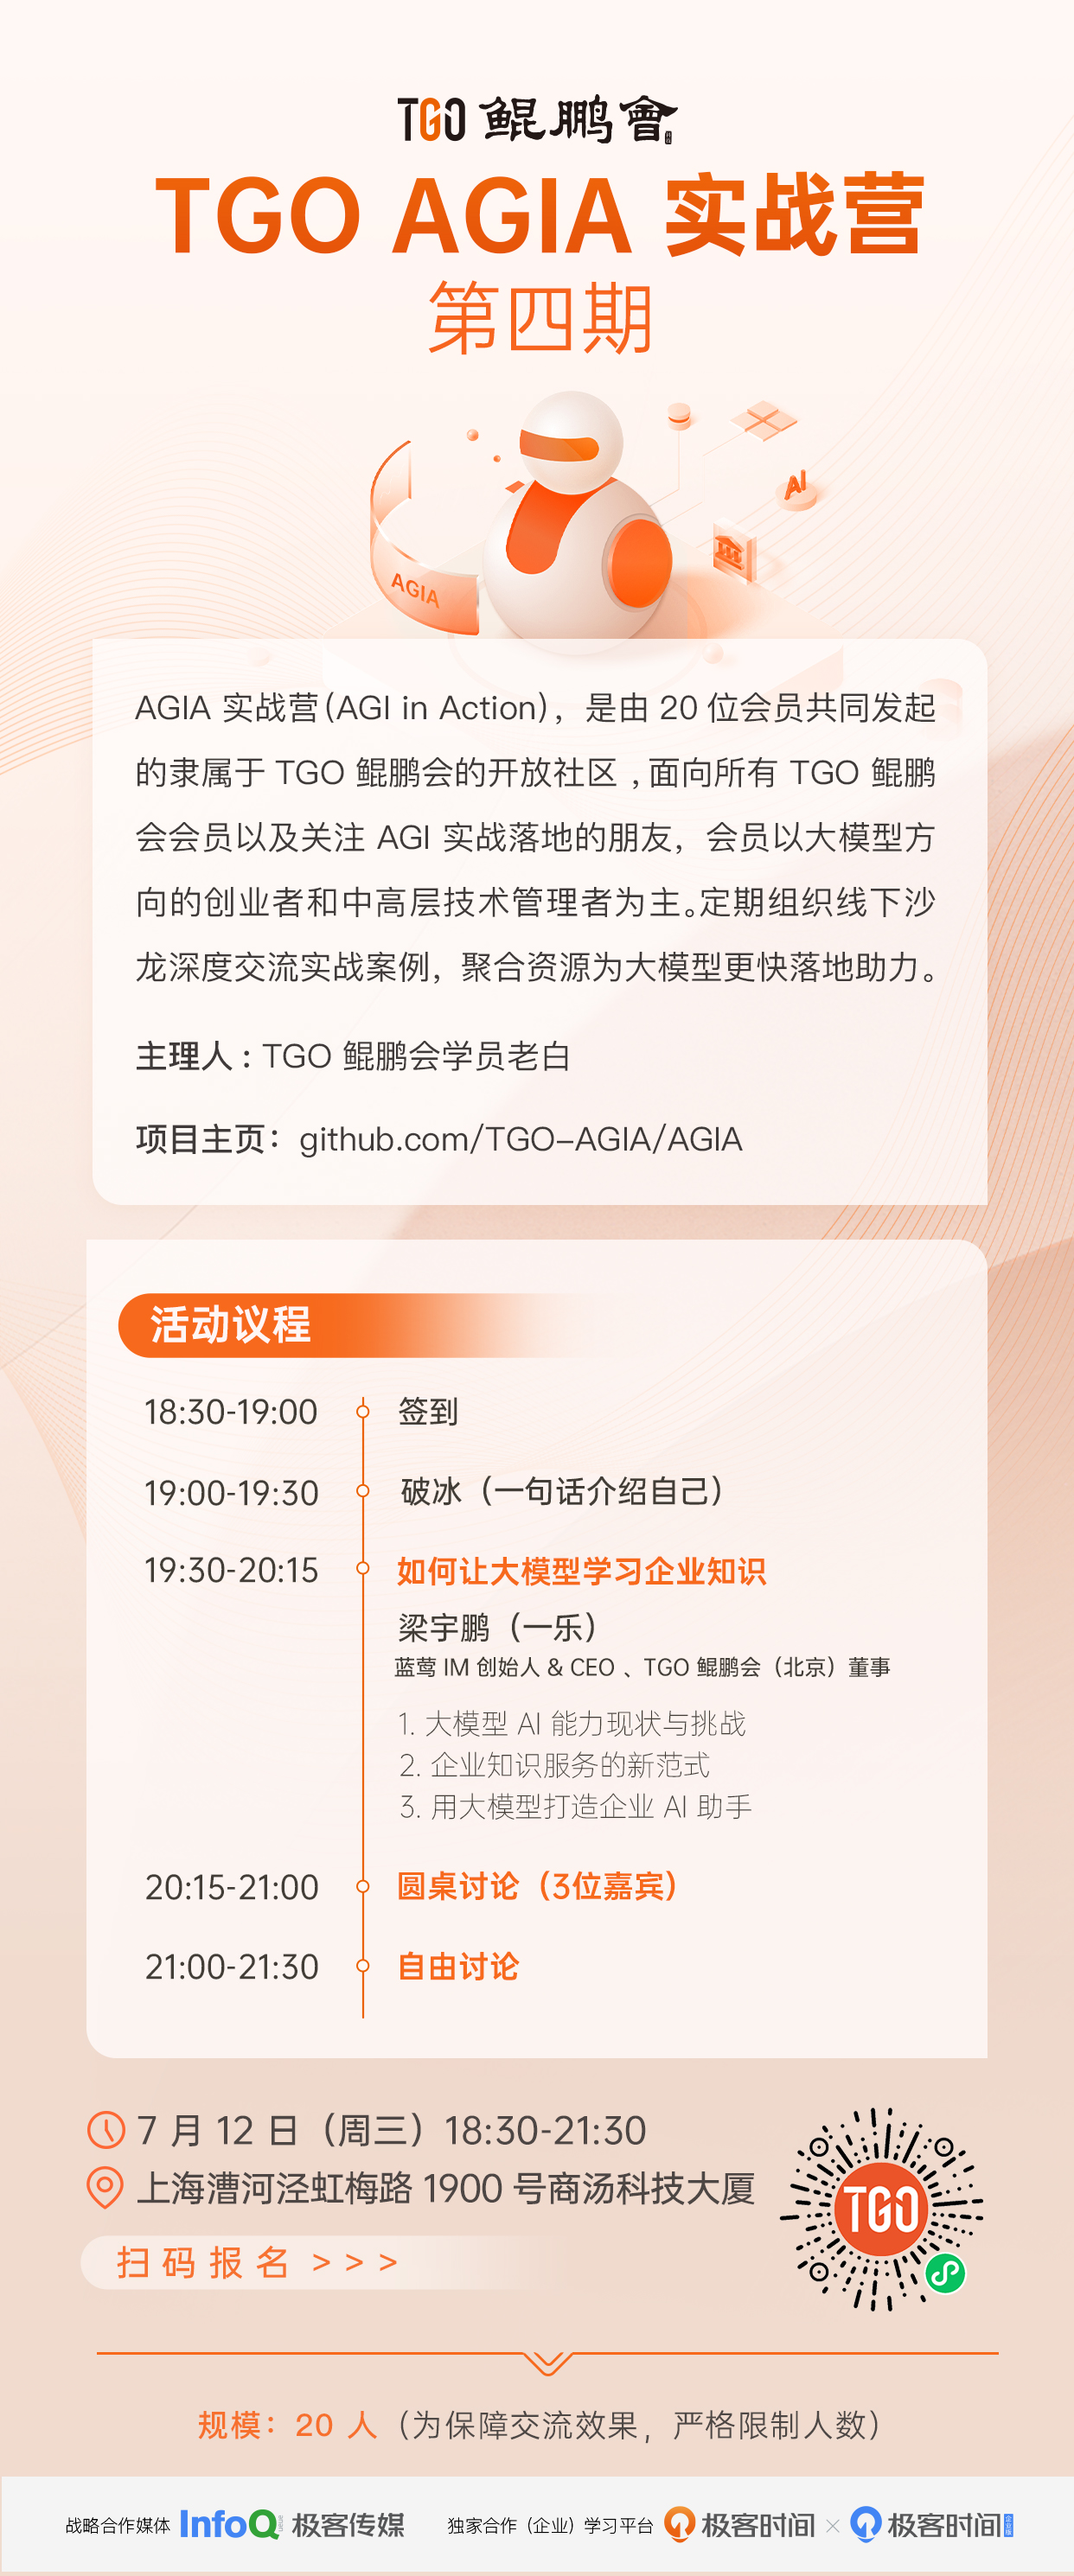 TGO 鲲鹏會
TGO AGIA 实战营
第四期
AI
AGIA
AGIA 实战营(AGI in Action)，是由 20 位会员共同发起
的隶属于 TGO 鲲鹏会的开放社区，面向所有 TGO 鲲鹏
会会员以及关注 AGI 实战落地的朋友，会员以大模型方
向的创业者和中高层技术管理者为主。定期组织线下沙
龙深度交流实战案例，聚合资源为大模型更快落地助力。
主理人：TGO 鲲鹏会学员老白
项目主页：github.com/TGO-AGIA/AGIA
活动议程
18:30-19:00 签到
19:00-19:30 破冰（一句话介绍自己）
19:30-20:15 如何让大模型学习企业知识
梁宇鹏（一乐）
蓝莺 IM 创始人 & CEO 、TGO 鲲鹏会（北京）董事
1. 大模型 AI 能力现状与挑战
2. 企业知识服务的新范式
3. 用大模型打造企业 AI 助手
20:15-21:00 圆桌讨论（3位嘉宾）
21:00-21:30 自由讨论
7 月 12 日（周三）18:30-21:30
上海漕河泾虹梅路 1900 号商汤科技大厦
TGO
扫码报名 > > >
规模：20 人（为保障交流效果，严格限制人数）
战略合作媒体 InfoQ 极客传媒 独家合作（企业）学习平台 极客时间 × 极客时间 企业版